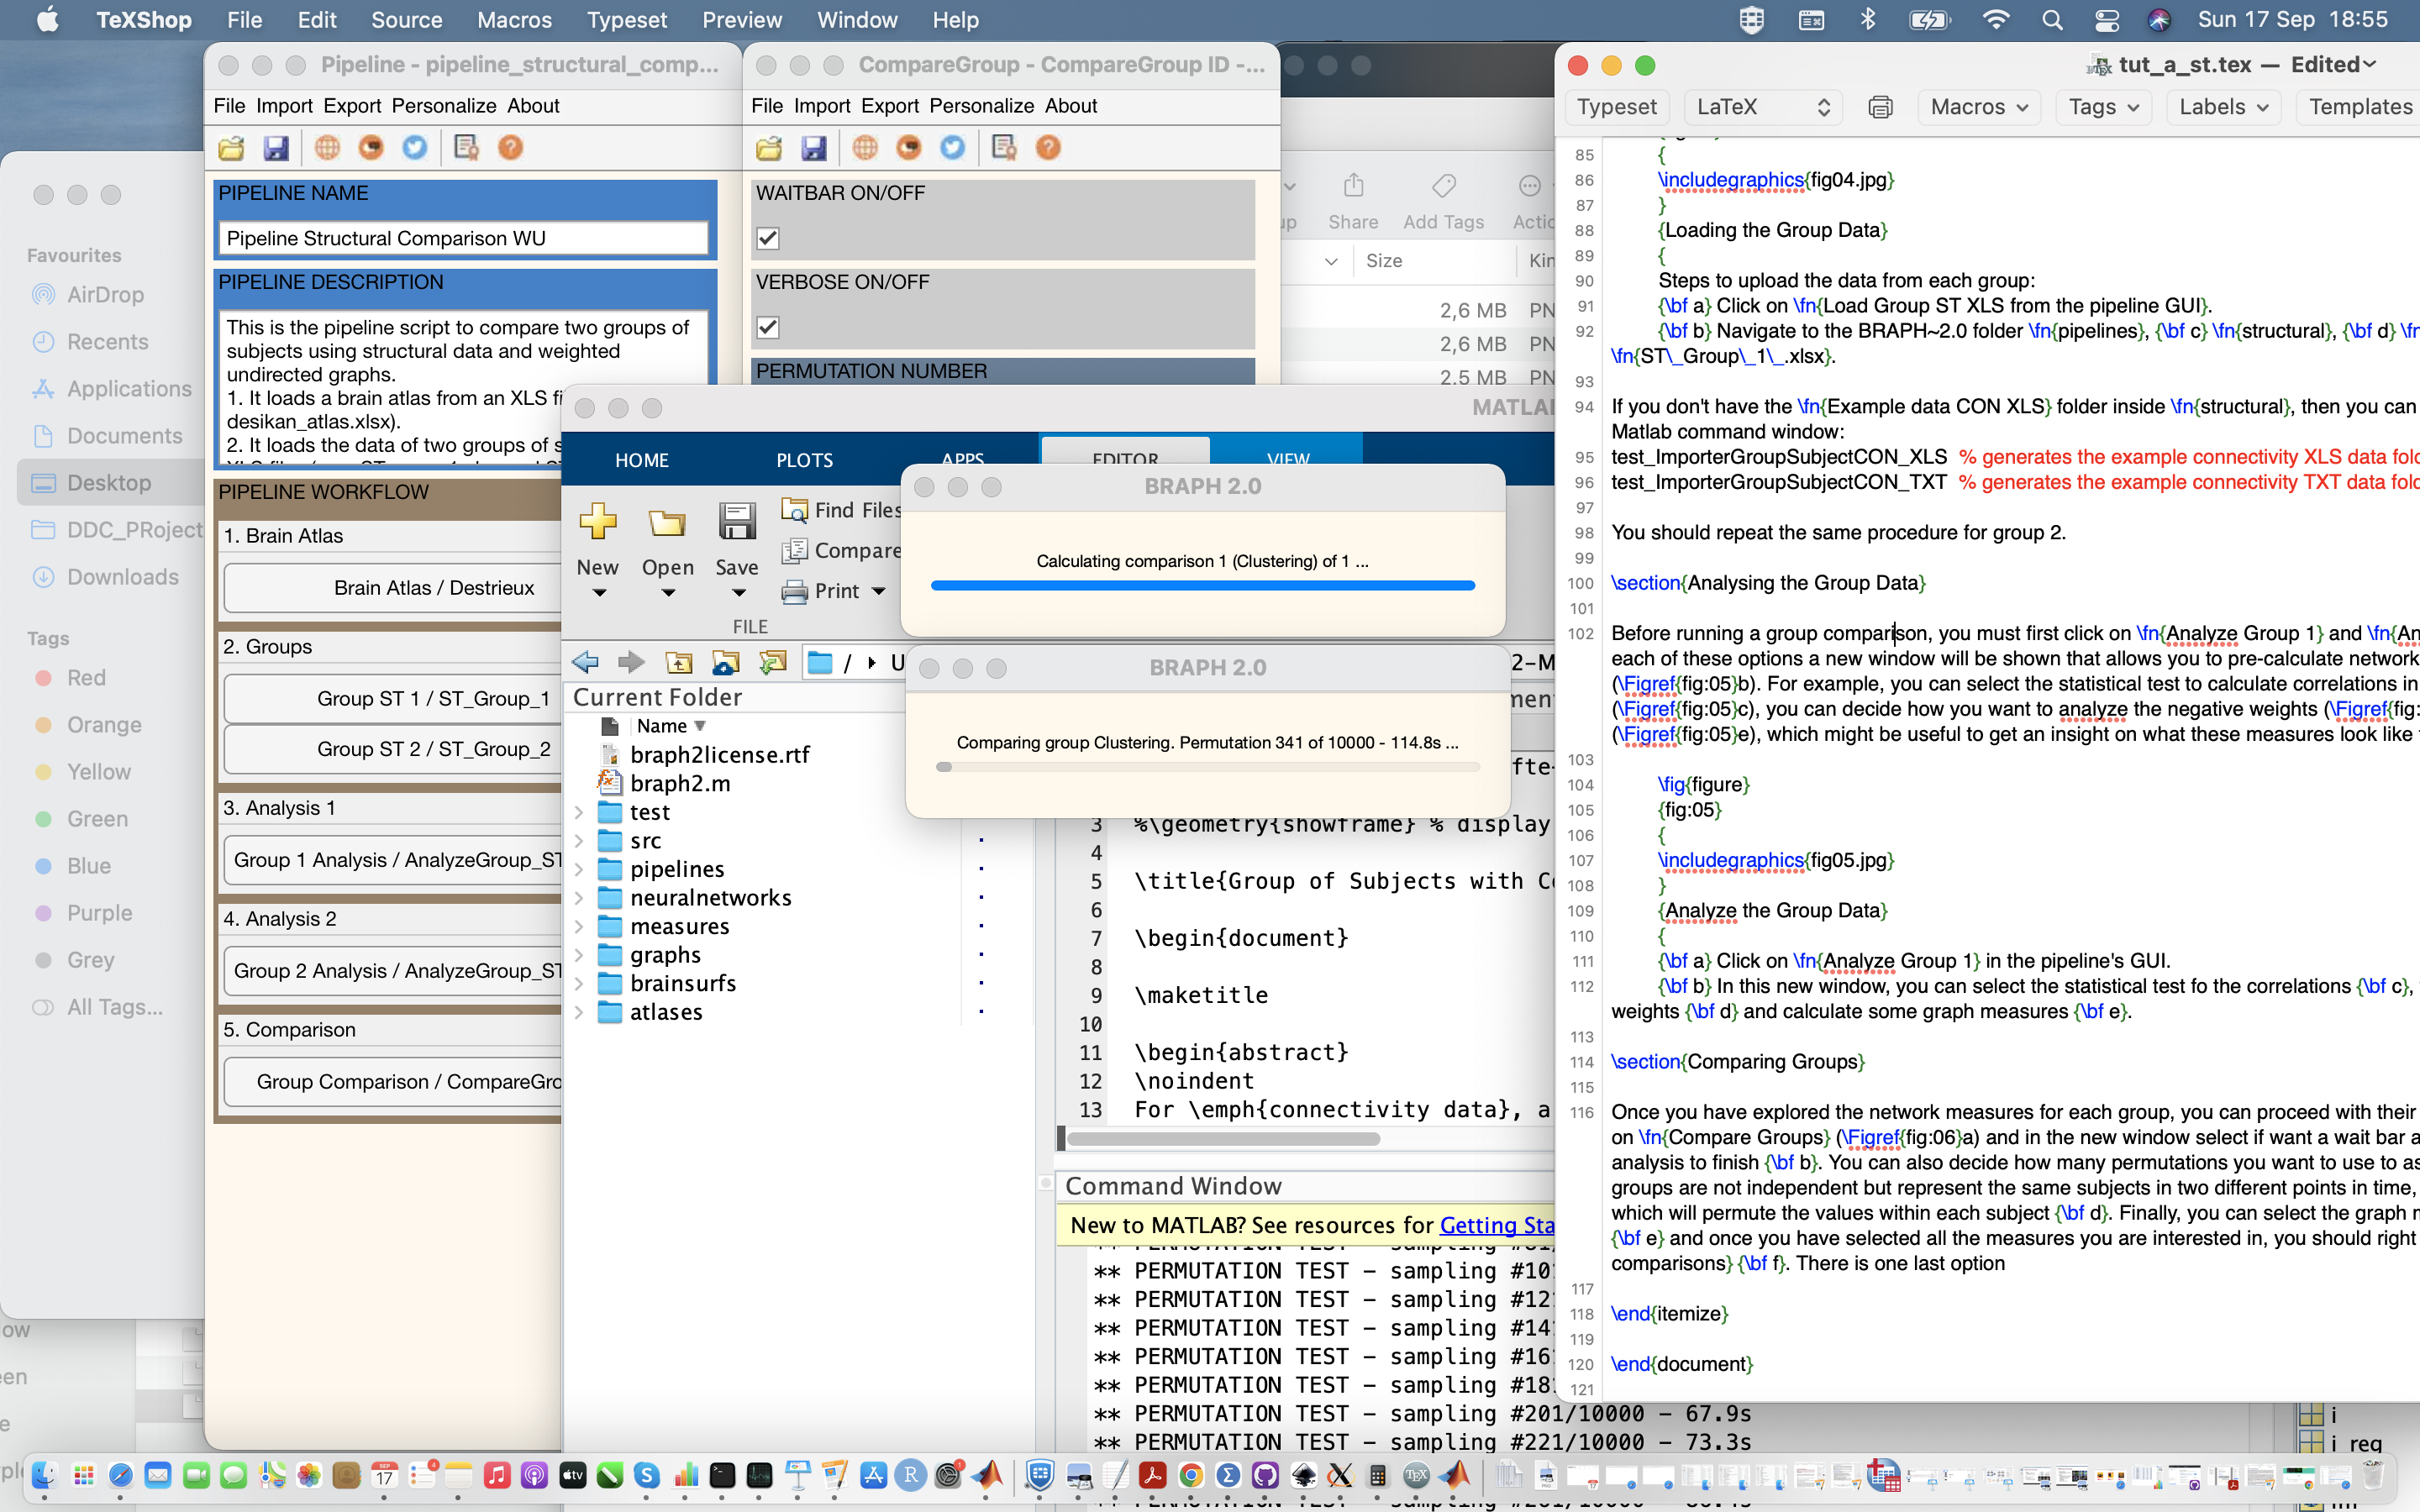 TeXShop File Edit Source Macros Typeset Preview Window Help
Sun 17 Sep 18:55
Pipeline - pipeline_structural_comp...
File Import Export Personalize About
PIPELINE NAME
Pipeline Structural Comparison WU
PIPELINE DESCRIPTION
This is the pipeline script to compare two groups of
subjects using structural data and weighted
undirected graphs.
1. It loads a brain atlas from an XLS fi
desikan_atlas.xlsx).
2. It loads the data of two groups of s
PIPELINE WORKFLOW
1. Brain Atlas
Brain Atlas / Destrieux
2. Groups
Group ST 1 / ST_Group_1
Group ST 2 / ST_Group_2
3. Analysis 1
Group 1 Analysis / AnalyzeGroup_ST
4. Analysis 2
Group 2 Analysis / AnalyzeGroup_ST
5. Comparison
Group Comparison / CompareGro
CompareGroup - CompareGroup ID -...
File Import Export Personalize About
WAITBAR ON/OFF
VERBOSE ON/OFF
PERMUTATION NUMBER
Favourites
AirDrop
Recents
Applications
Documents
Desktop
DDC_PRoject
Downloads
Tags
Red
Orange
Yellow
Green
Blue
Purple
Grey
All Tags...
Share Add Tags Actio
Size Kin
2,6 MB PN
2,6 MB PN
2,5 MB PN
MATLA
HOME PLOTS APPS EDITOR VIEW
New Open Save
Find Files
Compare
Print
FILE
/ U
Current Folder
Name
braph2license.rtf
braph2.m
test
src
pipelines
neuralnetworks
measures
graphs
brainsurfs
atlases
BRAPH 2.0
Calculating comparison 1 (Clustering) of 1 ...
BRAPH 2.0
Comparing group Clustering. Permutation 341 of 10000 - 114.8s ...
3 %\geometry{showframe} % display
4
5 \title{Group of Subjects with Co
6
7 \begin{document}
8
9 \maketitle
10
11 \begin{abstract}
12 \noindent
13 For \emph{connectivity data}, a
Command Window
New to MATLAB? See resources for Getting Sta
** PERMUTATION TEST - sampling #10
** PERMUTATION TEST - sampling #12
** PERMUTATION TEST - sampling #14
** PERMUTATION TEST - sampling #16
** PERMUTATION TEST - sampling #18
** PERMUTATION TEST - sampling #201/10000 - 67.9s
** PERMUTATION TEST - sampling #221/10000 - 73.3s
tut_a_st.tex — Edited
Typeset LaTeX Macros Tags Labels Templates
85 {
86 \includegraphics{fig04.jpg}
87 }
88 {Loading the Group Data}
89 {
90 Steps to upload the data from each group:
91 {\bf a} Click on \fn{Load Group ST XLS from the pipeline GUI}.
92 {\bf b} Navigate to the BRAPH~2.0 folder \fn{pipelines}, {\bf c} \fn{structural}, {\bf d} \fn
\fn{ST\_Group\_1\_.xlsx}.
93
94 If you don't have the \fn{Example data CON XLS} folder inside \fn{structural}, then you can
Matlab command window:
95 test_ImporterGroupSubjectCON_XLS % generates the example connectivity XLS data fold
96 test_ImporterGroupSubjectCON_TXT % generates the example connectivity TXT data fold
97
98 You should repeat the same procedure for group 2.
99
100 \section{Analysing the Group Data}
101
102 Before running a group comparison, you must first click on \fn{Analyze Group 1} and \fn{An
each of these options a new window will be shown that allows you to pre-calculate network
(\Figref{fig:05}b). For example, you can select the statistical test to calculate correlations in
(\Figref{fig:05}c), you can decide how you want to analyze the negative weights (\Figref{fig:
(\Figref{fig:05}e), which might be useful to get an insight on what these measures look like
103
104 \fig{figure}
105 {fig:05}
106 {
107 \includegraphics{fig05.jpg}
108 }
109 {Analyze the Group Data}
110 {
111 {\bf a} Click on \fn{Analyze Group 1} in the pipeline's GUI.
112 {\bf b} In this new window, you can select the statistical test fo the correlations {\bf c},
weights {\bf d} and calculate some graph measures {\bf e}.
113
114 \section{Comparing Groups}
115
116 Once you have explored the network measures for each group, you can proceed with their
on \fn{Compare Groups} (\Figref{fig:06}a) and in the new window select if want a wait bar a
analysis to finish {\bf b}. You can also decide how many permutations you want to use to as
groups are not independent but represent the same subjects in two different points in time,
which will permute the values within each subject {\bf d}. Finally, you can select the graph m
{\bf e} and once you have selected all the measures you are interested in, you should right
comparisons} {\bf f}. There is one last option
117
118 \end{itemize}
119
120 \end{document}
121
i
i_reg